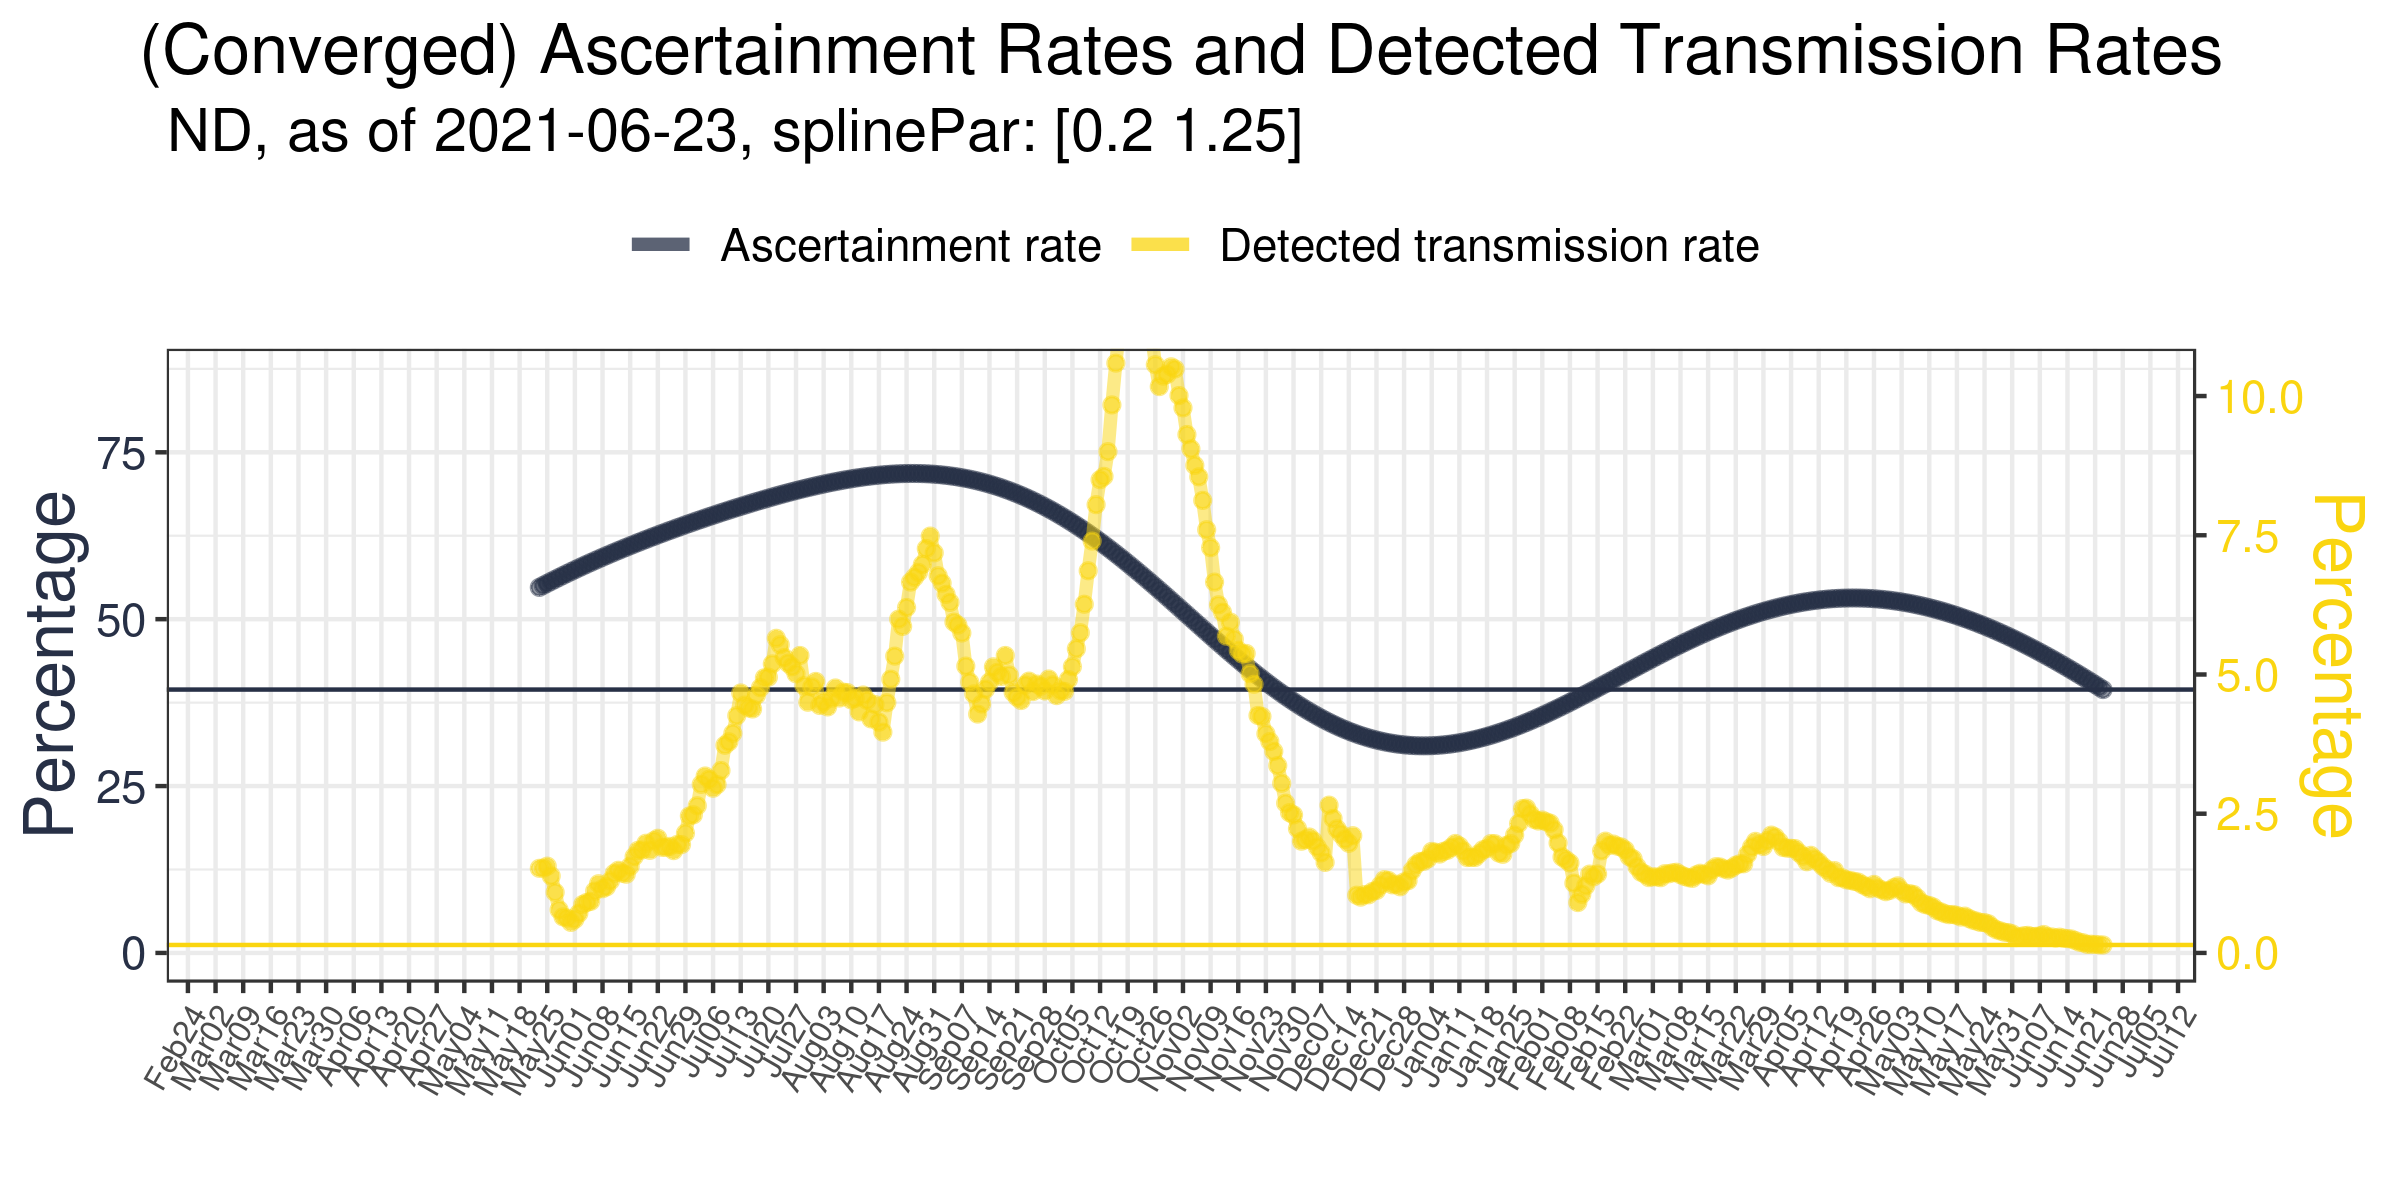 (Converged) Ascertainment Rates and Detected Transmission Rates
ND, as of 2021-06-23, splinePar: [0.2 1.25]
Ascertainment rate
Detected transmission rate
Percentage
75
50
25
0
10.0
7.5
5.0
2.5
0.0
Percentage
Feb24
Mar02
Mar09
Mar16
Mar23
Mar30
Apr06
Apr13
Apr20
Apr27
May04
May11
May18
May25
Jun01
Jun08
Jun15
Jun22
Jun29
Jul06
Jul13
Jul20
Jul27
Aug03
Aug10
Aug17
Aug24
Aug31
Sep07
Sep14
Sep21
Sep28
Oct05
Oct12
Oct19
Oct26
Nov02
Nov09
Nov16
Nov23
Nov30
Dec07
Dec14
Dec21
Dec28
Jan04
Jan11
Jan18
Jan25
Feb01
Feb08
Feb15
Feb22
Mar01
Mar08
Mar15
Mar22
Mar29
Apr05
Apr12
Apr19
Apr26
May03
May10
May17
May24
May31
Jun07
Jun14
Jun21
Jun28
Jul05
Jul12